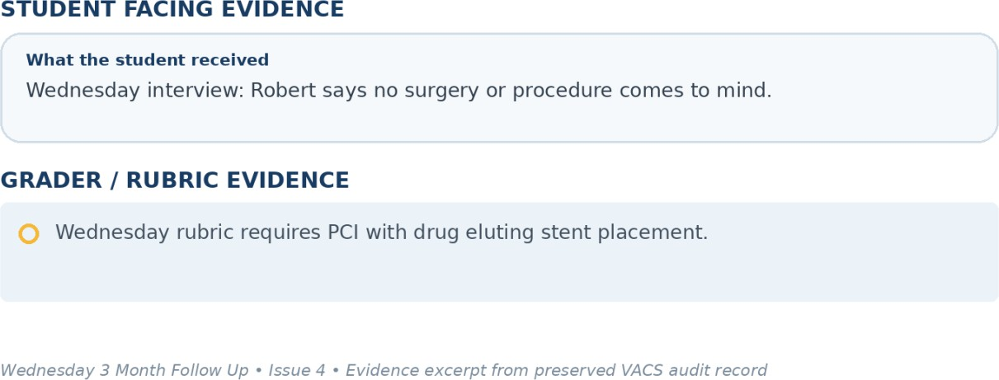 STUDENT FACING EVIDENCE
What the student received
Wednesday interview: Robert says no surgery or procedure comes to mind.
GRADER / RUBRIC EVIDENCE
Wednesday rubric requires PCI with drug eluting stent placement.
Wednesday 3 Month Follow Up • Issue 4 • Evidence excerpt from preserved VACS audit record